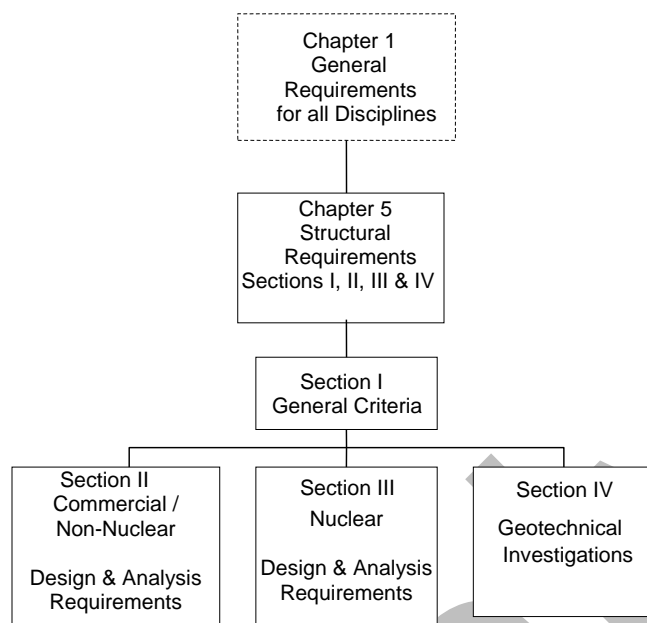 Chapter 1
General
Requirements
for all Disciplines
Chapter 5
Structural
Requirements
Sections I, II, III & IV
Section I
General Criteria
Section II
Commercial /
Non-Nuclear
Design & Analysis
Requirements
Section III
Nuclear
Design & Analysis
Requirements
Section IV
Geotechnical
Investigations